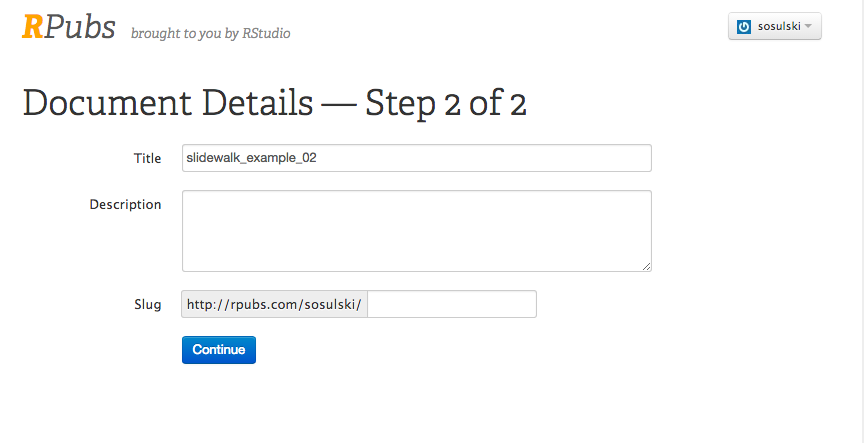 RPubs brought to you by RStudio
sosulski
Document Details — Step 2 of 2
Title slidewalk_example_02
Description
Slug http://rpubs.com/sosulski/
Continue